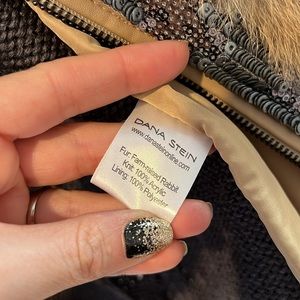 DANA STEIN
www.danasteinonline.com
Fur: Farm-raised Rabbit
Knit: 100% Acrylic
Lining: 100% Polyester